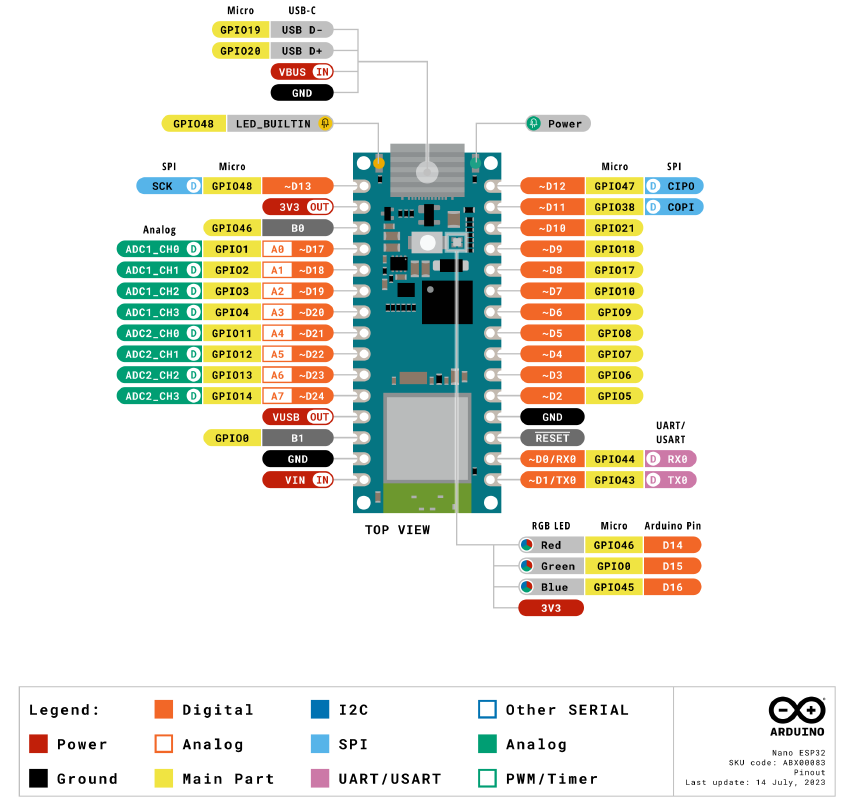 Micro USB-C
GPIO19 USB D-
GPIO20 USB D+
VBUS IN
GND
GPIO48 LED_BUILTIN
Power
SPI Micro
SCK D GPIO48 ~D13
3V3 OUT
GPIO46 B0
Analog
ADC1_CH0 D GPIO1 A0 ~D17
ADC1_CH1 D GPIO2 A1 ~D18
ADC1_CH2 D GPIO3 A2 ~D19
ADC1_CH3 D GPIO4 A3 ~D20
ADC2_CH0 D GPIO11 A4 ~D21
ADC2_CH1 D GPIO12 A5 ~D22
ADC2_CH2 D GPIO13 A6 ~D23
ADC2_CH3 D GPIO14 A7 ~D24
VUSB OUT
GPIO0 B1
GND
VIN IN
Micro SPI
~D12 GPIO47 D CIPO
~D11 GPIO38 D COPI
~D10 GPIO21
~D9 GPIO18
~D8 GPIO17
~D7 GPIO10
~D6 GPIO9
~D5 GPIO8
~D4 GPIO7
~D3 GPIO6
~D2 GPIO5
GND
UART/
USART
RESET
~D0/RX0 GPIO44 D RX0
~D1/TX0 GPIO43 D TX0
TOP VIEW
RGB LED Micro Arduino Pin
Red GPIO46 D14
Green GPIO0 D15
Blue GPIO45 D16
3V3
Legend:
Power
Ground
Digital
Analog
Main Part
I2C
SPI
UART/USART
Other SERIAL
Analog
PWM/Timer
ARDUINO
Nano ESP32
SKU code: ABX00083
Pinout
Last update: 14 July, 2023